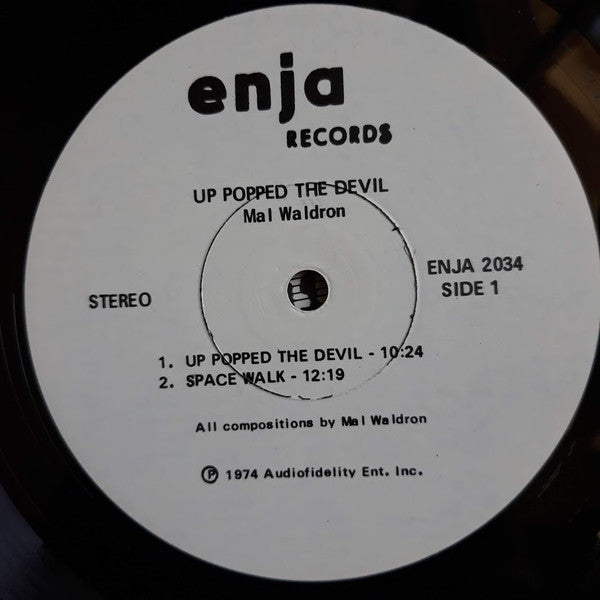 enja
RECORDS
UP POPPED THE DEVIL
Mal Waldron
STEREO
ENJA 2034
SIDE 1
1. UP POPPED THE DEVIL - 10:24
2. SPACE WALK - 12:19
All compositions by Mal Waldron
Ⓟ 1974 Audiofidelity Ent. Inc.